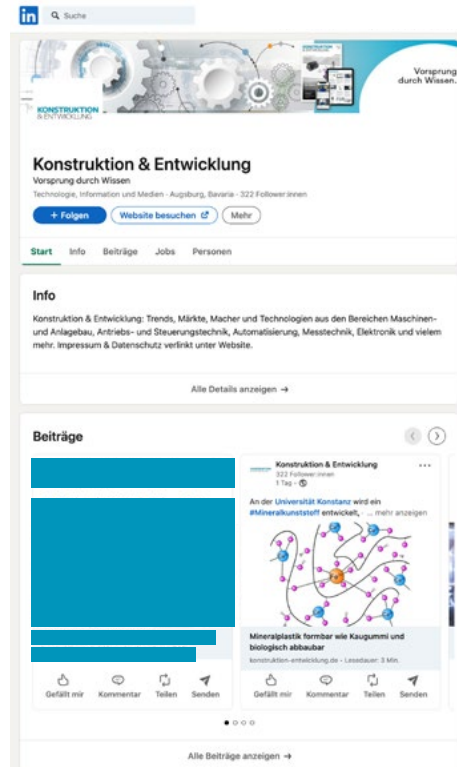 in
Suche
KONSTRUKTION
& ENTWICKLUNG
Vorsprung
durch Wissen.
KONSTRUKTION
& ENTWICKLUNG
Konstruktion & Entwicklung
Vorsprung durch Wissen
Technologie, Information und Medien - Augsburg, Bavaria - 322 Follower:innen
+ Folgen
Website besuchen
Mehr
Start Info Beiträge Jobs Personen
Info
Konstruktion & Entwicklung: Trends, Märkte, Macher und Technologien aus den Bereichen Maschinen-
und Anlagebau, Antriebs- und Steuerungstechnik, Automatisierung, Messtechnik, Elektronik und vielem
mehr. Impressum & Datenschutz verlinkt unter Website.
Alle Details anzeigen →
Beiträge
Konstruktion & Entwicklung
322 Follower:innen
1 Tag •
An der Universität Konstanz wird ein
#Mineralkunststoff entwickelt, - ... mehr anzeigen
Mineralplastik formbar wie Kaugummi und
biologisch abbaubar
konstruktion-entwicklung.de - Lesedauer: 3 Min.
Gefällt mir Kommentar Teilen Senden
Gefällt mir Kommentar Teilen Senden
Alle Beiträge anzeigen →